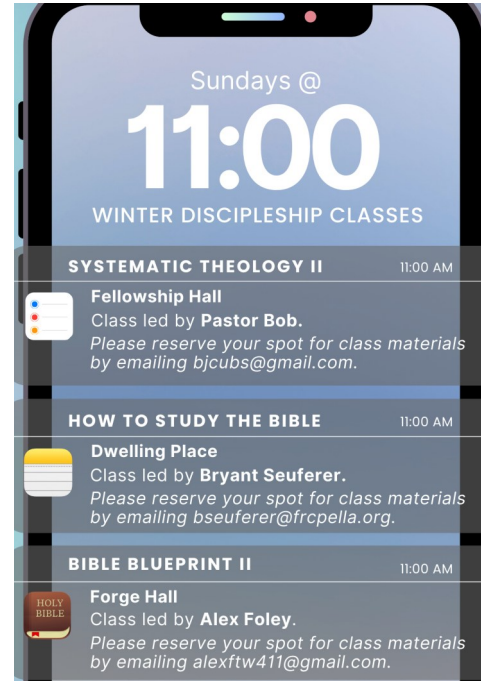 Sundays @
11:00
WINTER DISCIPLESHIP CLASSES
SYSTEMATIC THEOLOGY II 11:00 AM
Fellowship Hall
Class led by Pastor Bob.
Please reserve your spot for class materials
by emailing bjcubs@gmail.com.
HOW TO STUDY THE BIBLE 11:00 AM
Dwelling Place
Class led by Bryant Seuferer.
Please reserve your spot for class materials
by emailing bseuferer@frcpella.org.
BIBLE BLUEPRINT II 11:00 AM
HOLY
BIBLE
Forge Hall
Class led by Alex Foley.
Please reserve your spot for class materials
by emailing alexftw411@gmail.com.